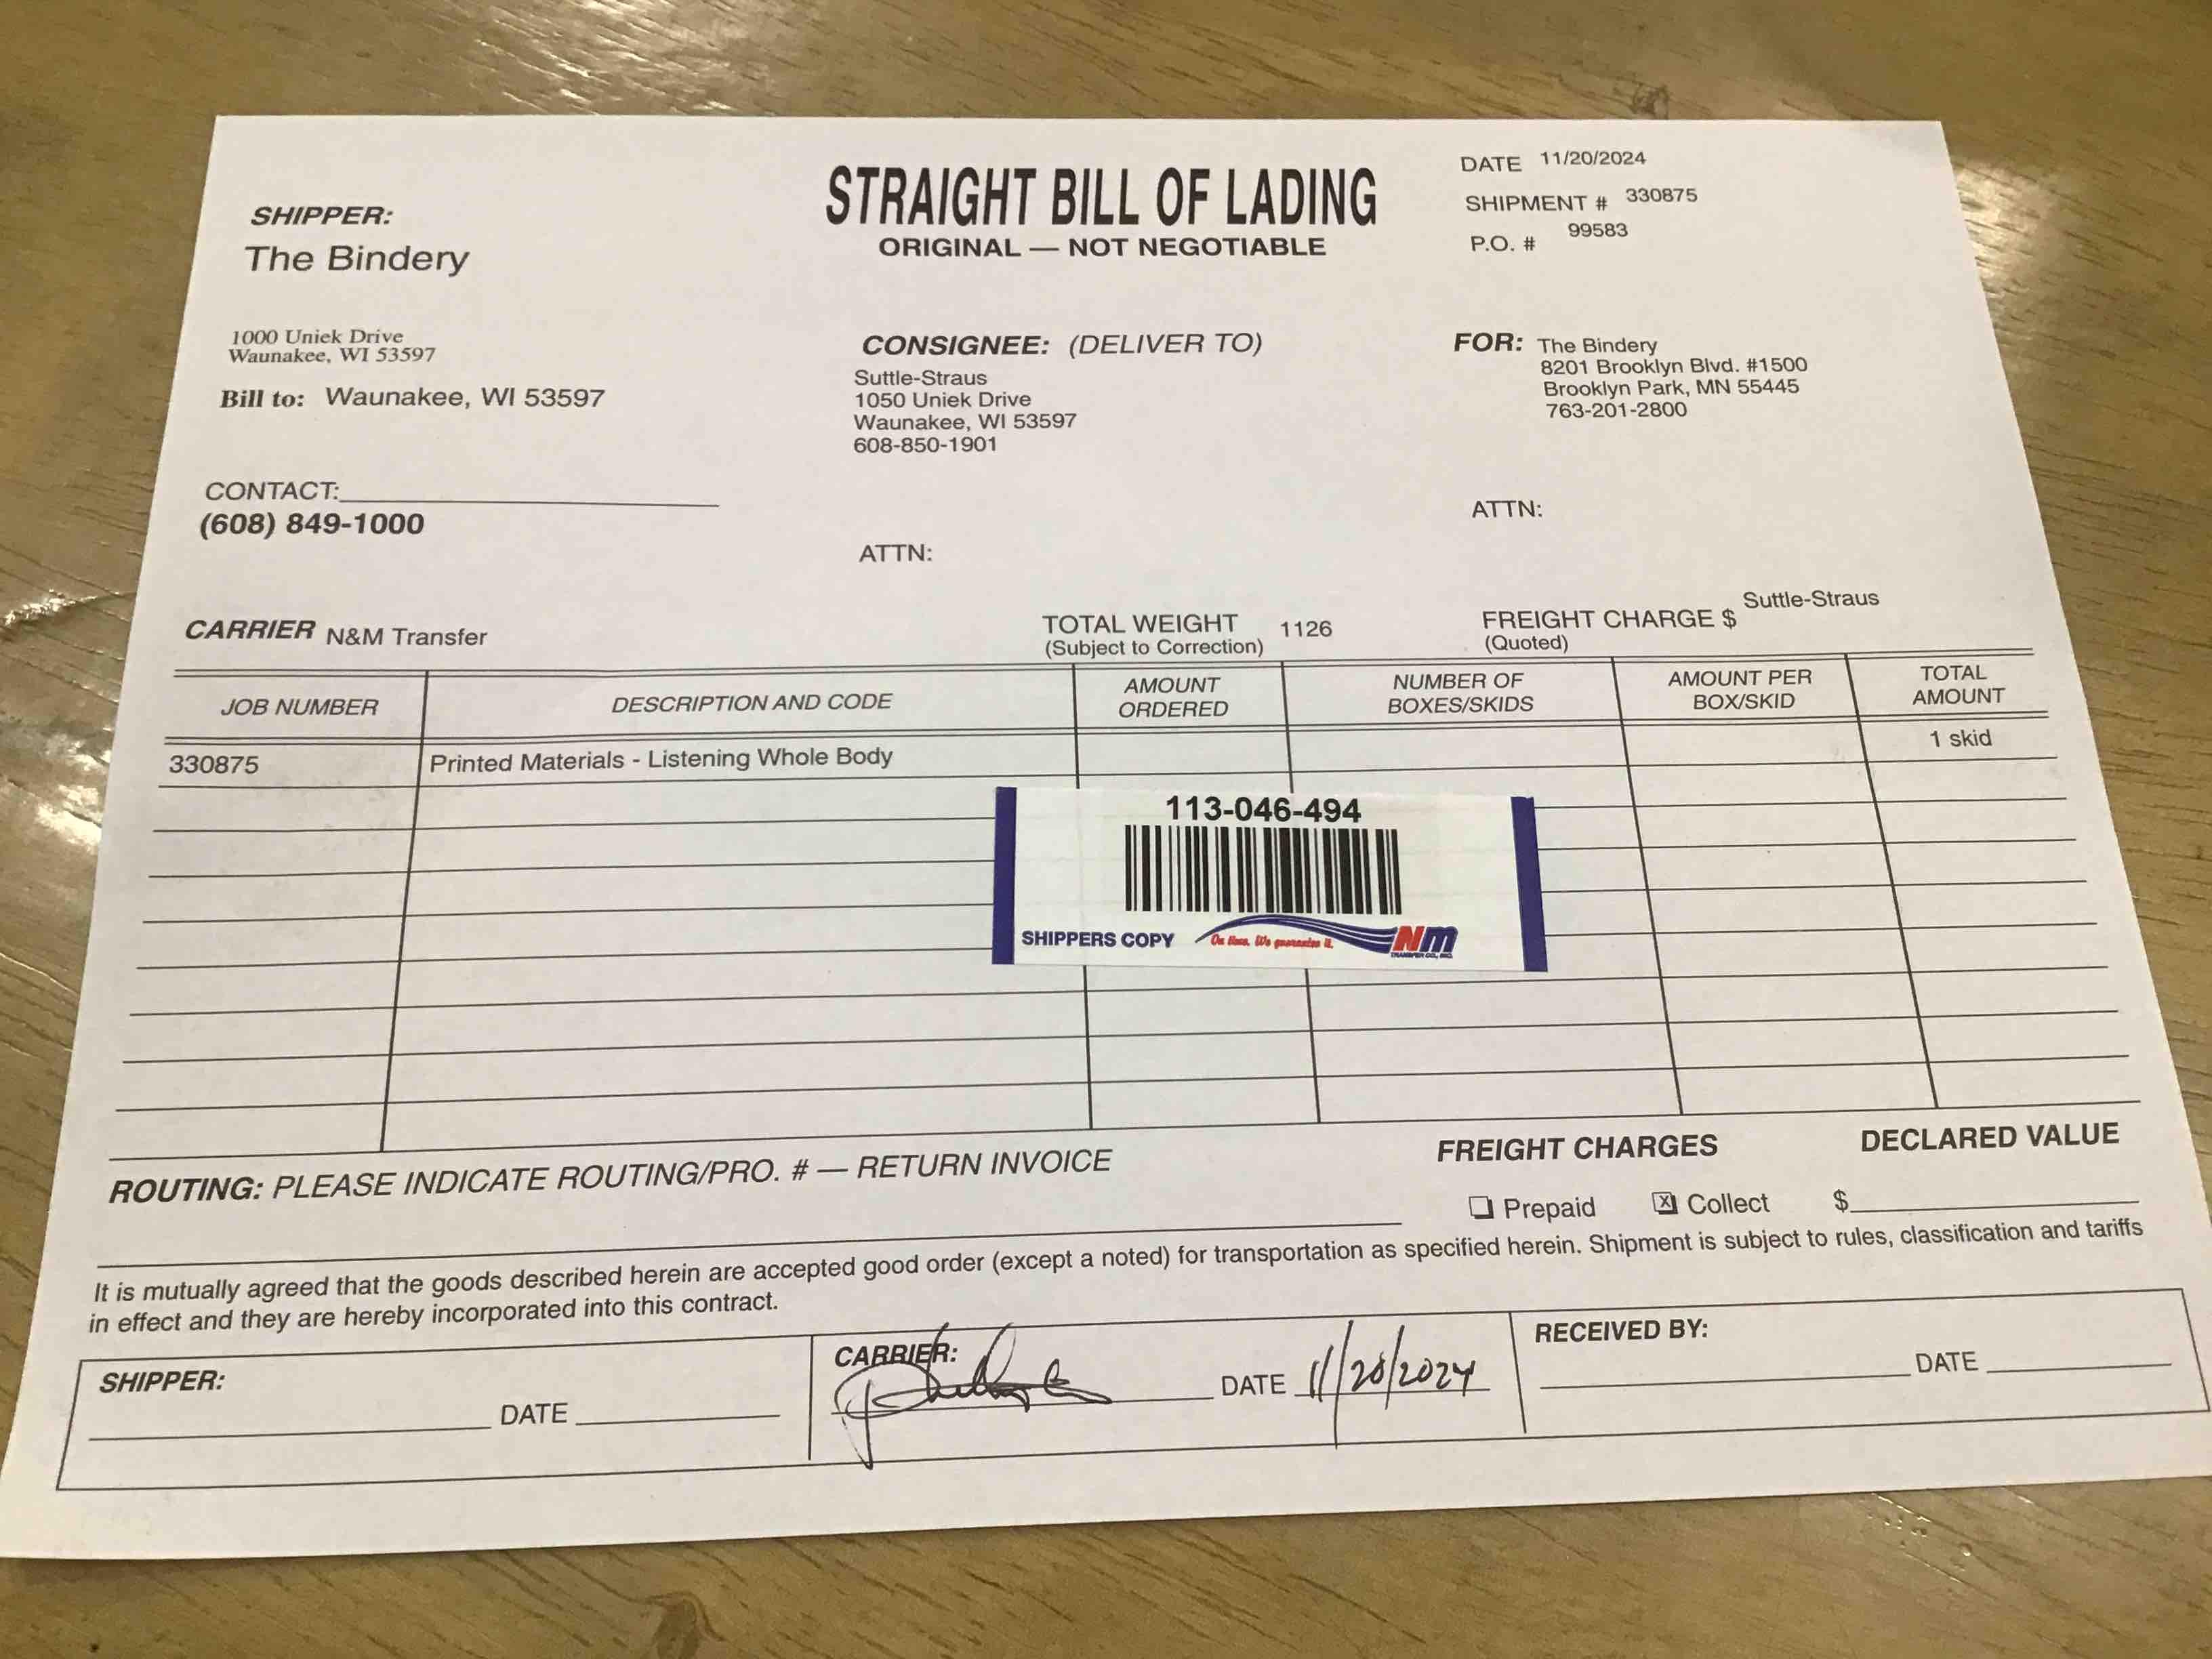 STRAIGHT BILL OF LADING
ORIGINAL — NOT NEGOTIABLE
DATE 11/20/2024
SHIPMENT # 330875
P.O. # 99583
SHIPPER:
The Bindery
1000 Uniek Drive
Waunakee, WI 53597
Bill to: Waunakee, WI 53597
CONTACT:
(608) 849-1000
CONSIGNEE: (DELIVER TO)
Suttle-Straus
1050 Uniek Drive
Waunakee, WI 53597
608-850-1901
ATTN:
FOR: The Bindery
8201 Brooklyn Blvd. #1500
Brooklyn Park, MN 55445
763-201-2800
ATTN:
CARRIER N&M Transfer
TOTAL WEIGHT 1126
(Subject to Correction)
FREIGHT CHARGE $ Suttle-Straus
(Quoted)
JOB NUMBER
DESCRIPTION AND CODE
AMOUNT
ORDERED
NUMBER OF
BOXES/SKIDS
AMOUNT PER
BOX/SKID
TOTAL
AMOUNT
330875 Printed Materials - Listening Whole Body 1 skid
113-046-494
SHIPPERS COPY On time. We guarantee it. NM
TRANSFER CO., INC.
ROUTING: PLEASE INDICATE ROUTING/PRO. # — RETURN INVOICE
FREIGHT CHARGES
DECLARED VALUE
Prepaid X Collect $
It is mutually agreed that the goods described herein are accepted good order (except a noted) for transportation as specified herein. Shipment is subject to rules, classification and tariffs
in effect and they are hereby incorporated into this contract.
SHIPPER:
DATE
CARRIER:
DATE 11/20/2024
RECEIVED BY:
DATE